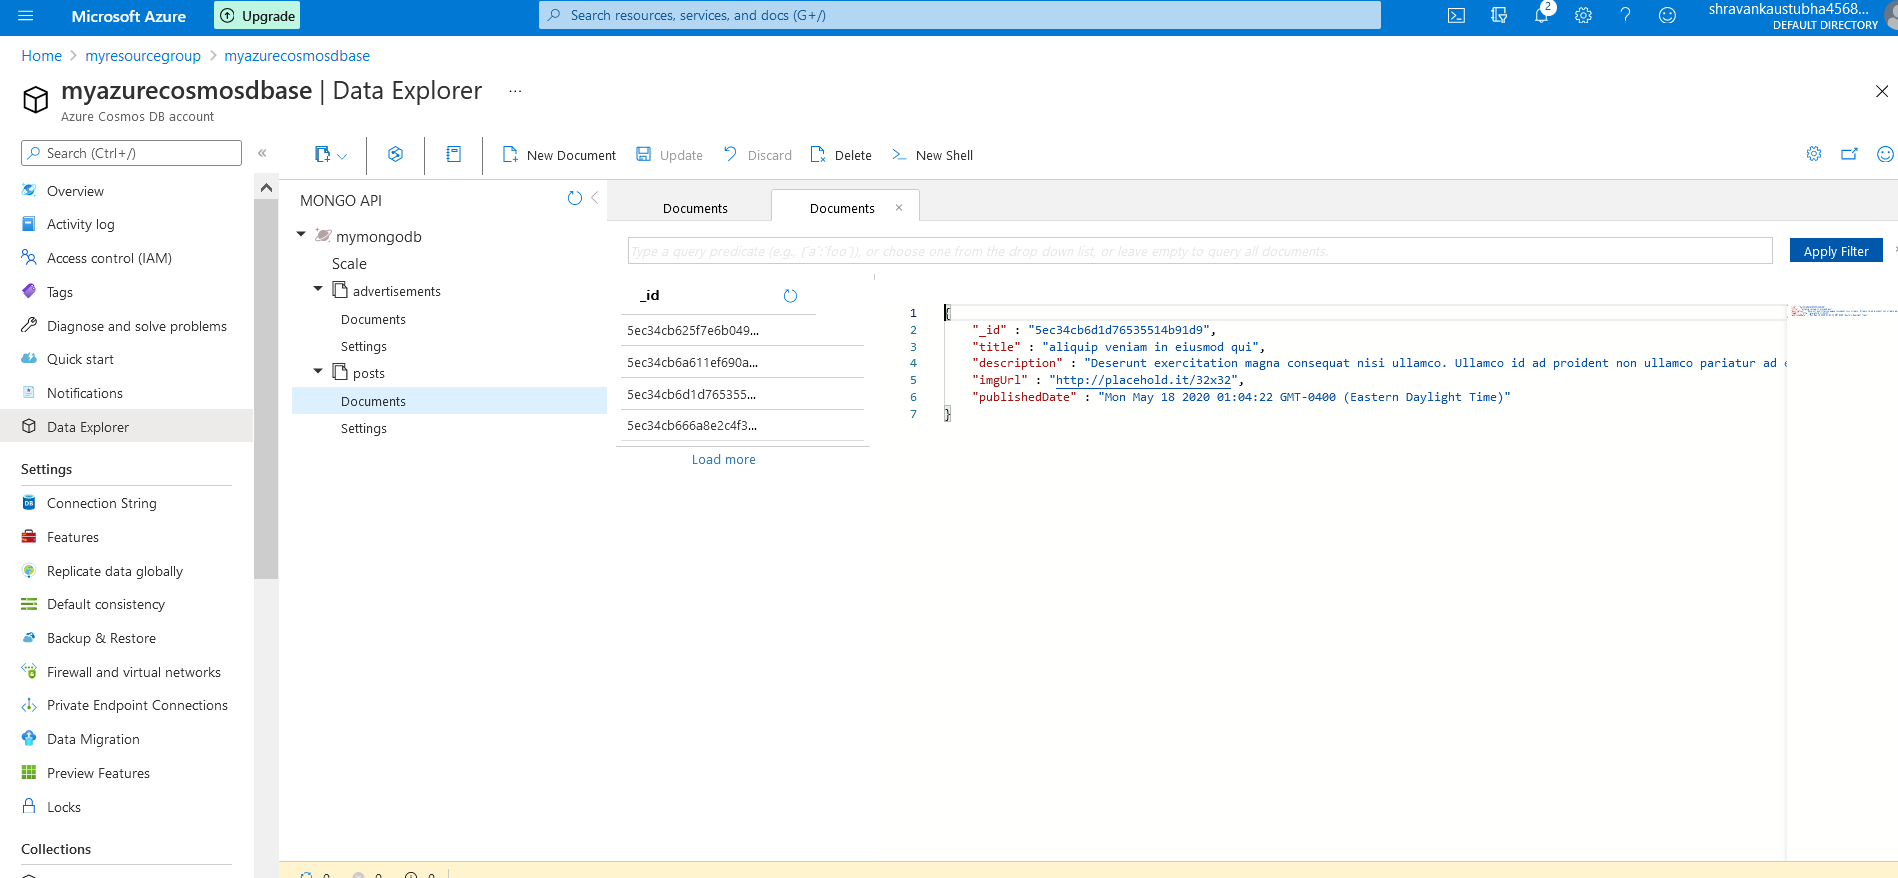 Microsoft Azure
Upgrade
Search resources, services, and docs (G+/)
2
shravankaustubha4568...
DEFAULT DIRECTORY
Home > myresourcegroup > myazurecosmosdbase
myazurecosmosdbase | Data Explorer ...
Azure Cosmos DB account
Search (Ctrl+/)
«
New Document
Update
Discard
Delete
New Shell
Overview
Activity log
Access control (IAM)
Tags
Diagnose and solve problems
Quick start
Notifications
Data Explorer
Settings
Connection String
Features
Replicate data globally
Default consistency
Backup & Restore
Firewall and virtual networks
Private Endpoint Connections
Data Migration
Preview Features
Locks
Collections
MONGO API
mymongodb
Scale
advertisements
Documents
Settings
posts
Documents
Settings
Documents
Documents
Type a query predicate (e.g., {´a´:´foo´}), or choose one from the drop down list, or leave empty to query all documents.
Apply Filter
_id
5ec34cb625f7e6b049...
5ec34cb6a611ef690a...
5ec34cb6d1d765355...
5ec34cb666a8e2c4f3...
Load more
1 {
2 "_id" : "5ec34cb6d1d76535514b91d9",
3 "title" : "aliquip veniam in eiusmod qui",
4 "description" : "Deserunt exercitation magna consequat nisi ullamco. Ullamco id ad proident non ullamco pariatur ad e
5 "imgUrl" : "http://placehold.it/32x32",
6 "publishedDate" : "Mon May 18 2020 01:04:22 GMT-0400 (Eastern Daylight Time)"
7 }
0 0 0